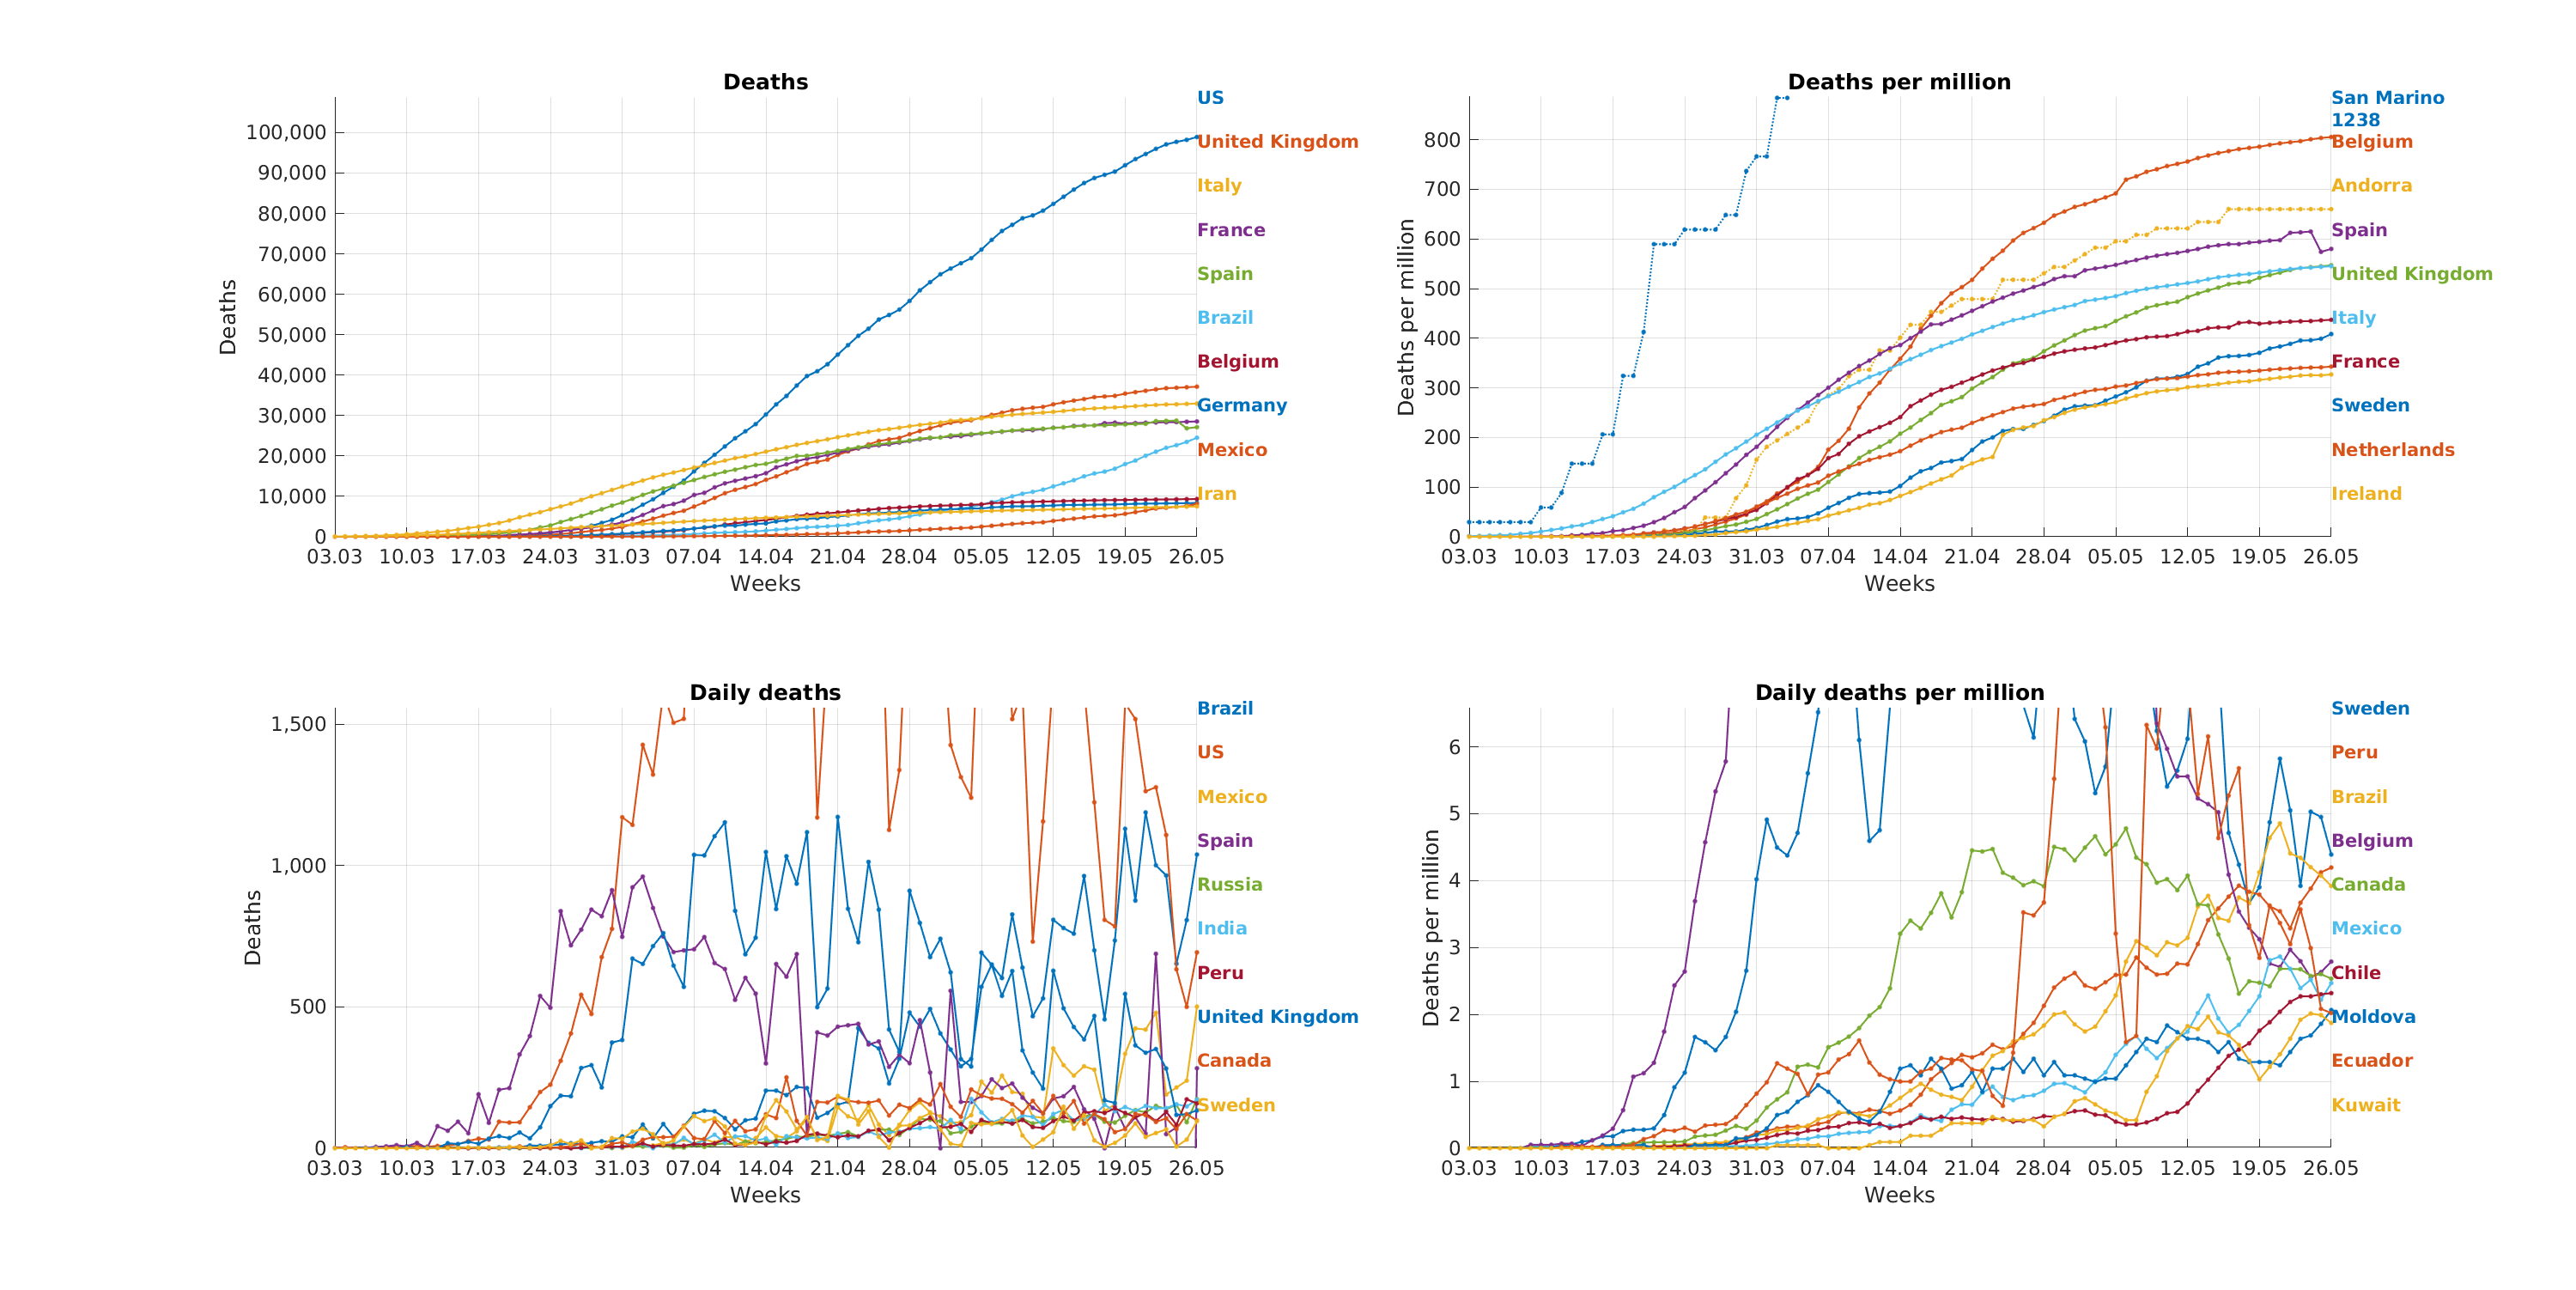 Deaths
Deaths
100,000
90,000
80,000
70,000
60,000
50,000
40,000
30,000
20,000
10,000
0
03.03 10.03 17.03 24.03 31.03 07.04 14.04 21.04 28.04 05.05 12.05 19.05 26.05
Weeks
US
United Kingdom
Italy
France
Spain
Brazil
Belgium
Germany
Mexico
Iran
Deaths per million
Deaths per million
800
700
600
500
400
300
200
100
0
03.03 10.03 17.03 24.03 31.03 07.04 14.04 21.04 28.04 05.05 12.05 19.05 26.05
Weeks
San Marino
1238
Belgium
Andorra
Spain
United Kingdom
Italy
France
Sweden
Netherlands
Ireland
Daily deaths
Deaths
1,500
1,000
500
0
03.03 10.03 17.03 24.03 31.03 07.04 14.04 21.04 28.04 05.05 12.05 19.05 26.05
Weeks
Brazil
US
Mexico
Spain
Russia
India
Peru
United Kingdom
Canada
Sweden
Daily deaths per million
Deaths per million
6
5
4
3
2
1
0
03.03 10.03 17.03 24.03 31.03 07.04 14.04 21.04 28.04 05.05 12.05 19.05 26.05
Weeks
Sweden
Peru
Brazil
Belgium
Canada
Mexico
Chile
Moldova
Ecuador
Kuwait